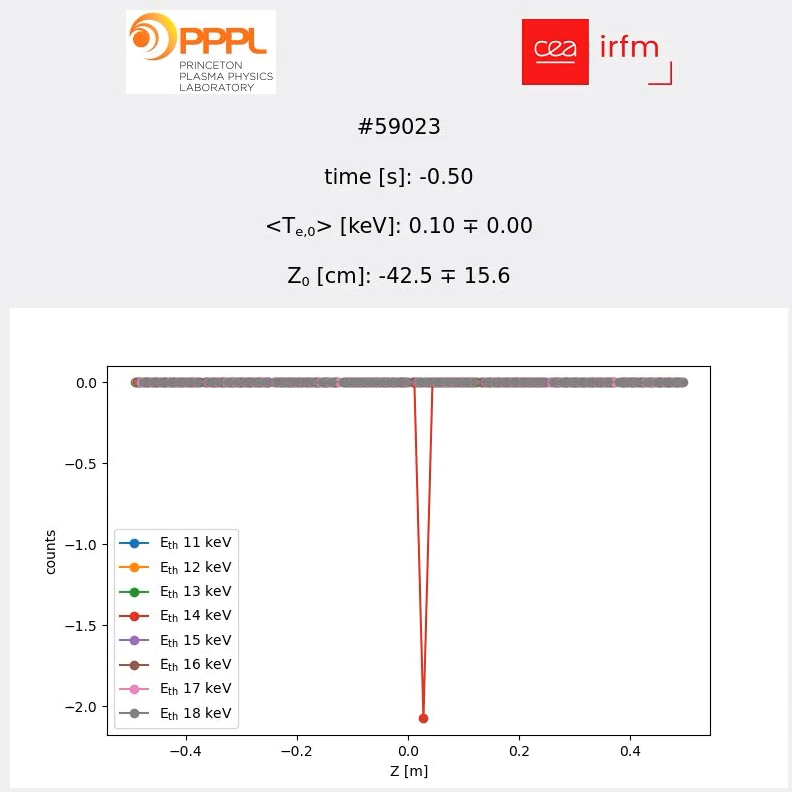 PPPL
PRINCETON
PLASMA PHYSICS
LABORATORY
cea irfm
#59023
time [s]: -0.50
<Te,0> [keV]: 0.10 ∓ 0.00
Z0 [cm]: -42.5 ∓ 15.6
0.0
−0.5
−1.0
−1.5
−2.0
counts
Eth 11 keV
Eth 12 keV
Eth 13 keV
Eth 14 keV
Eth 15 keV
Eth 16 keV
Eth 17 keV
Eth 18 keV
−0.4 −0.2 0.0 0.2 0.4
Z [m]